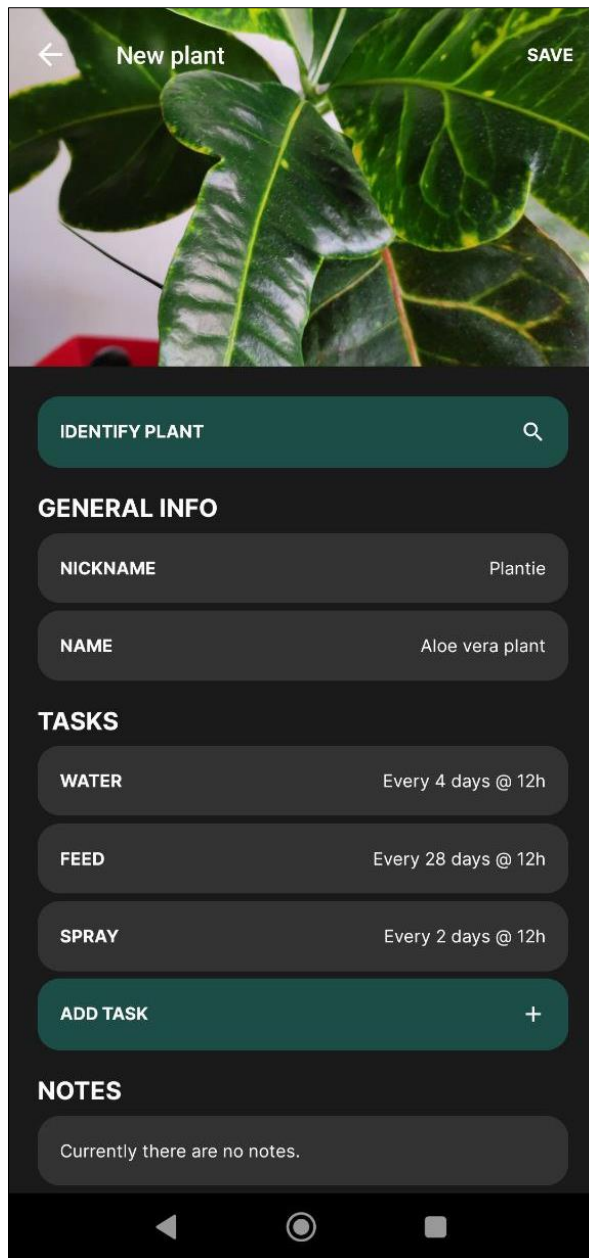 New plant
SAVE
IDENTIFY PLANT
GENERAL INFO
NICKNAME Plantie
NAME Aloe vera plant
TASKS
WATER Every 4 days @ 12h
FEED Every 28 days @ 12h
SPRAY Every 2 days @ 12h
ADD TASK +
NOTES
Currently there are no notes.